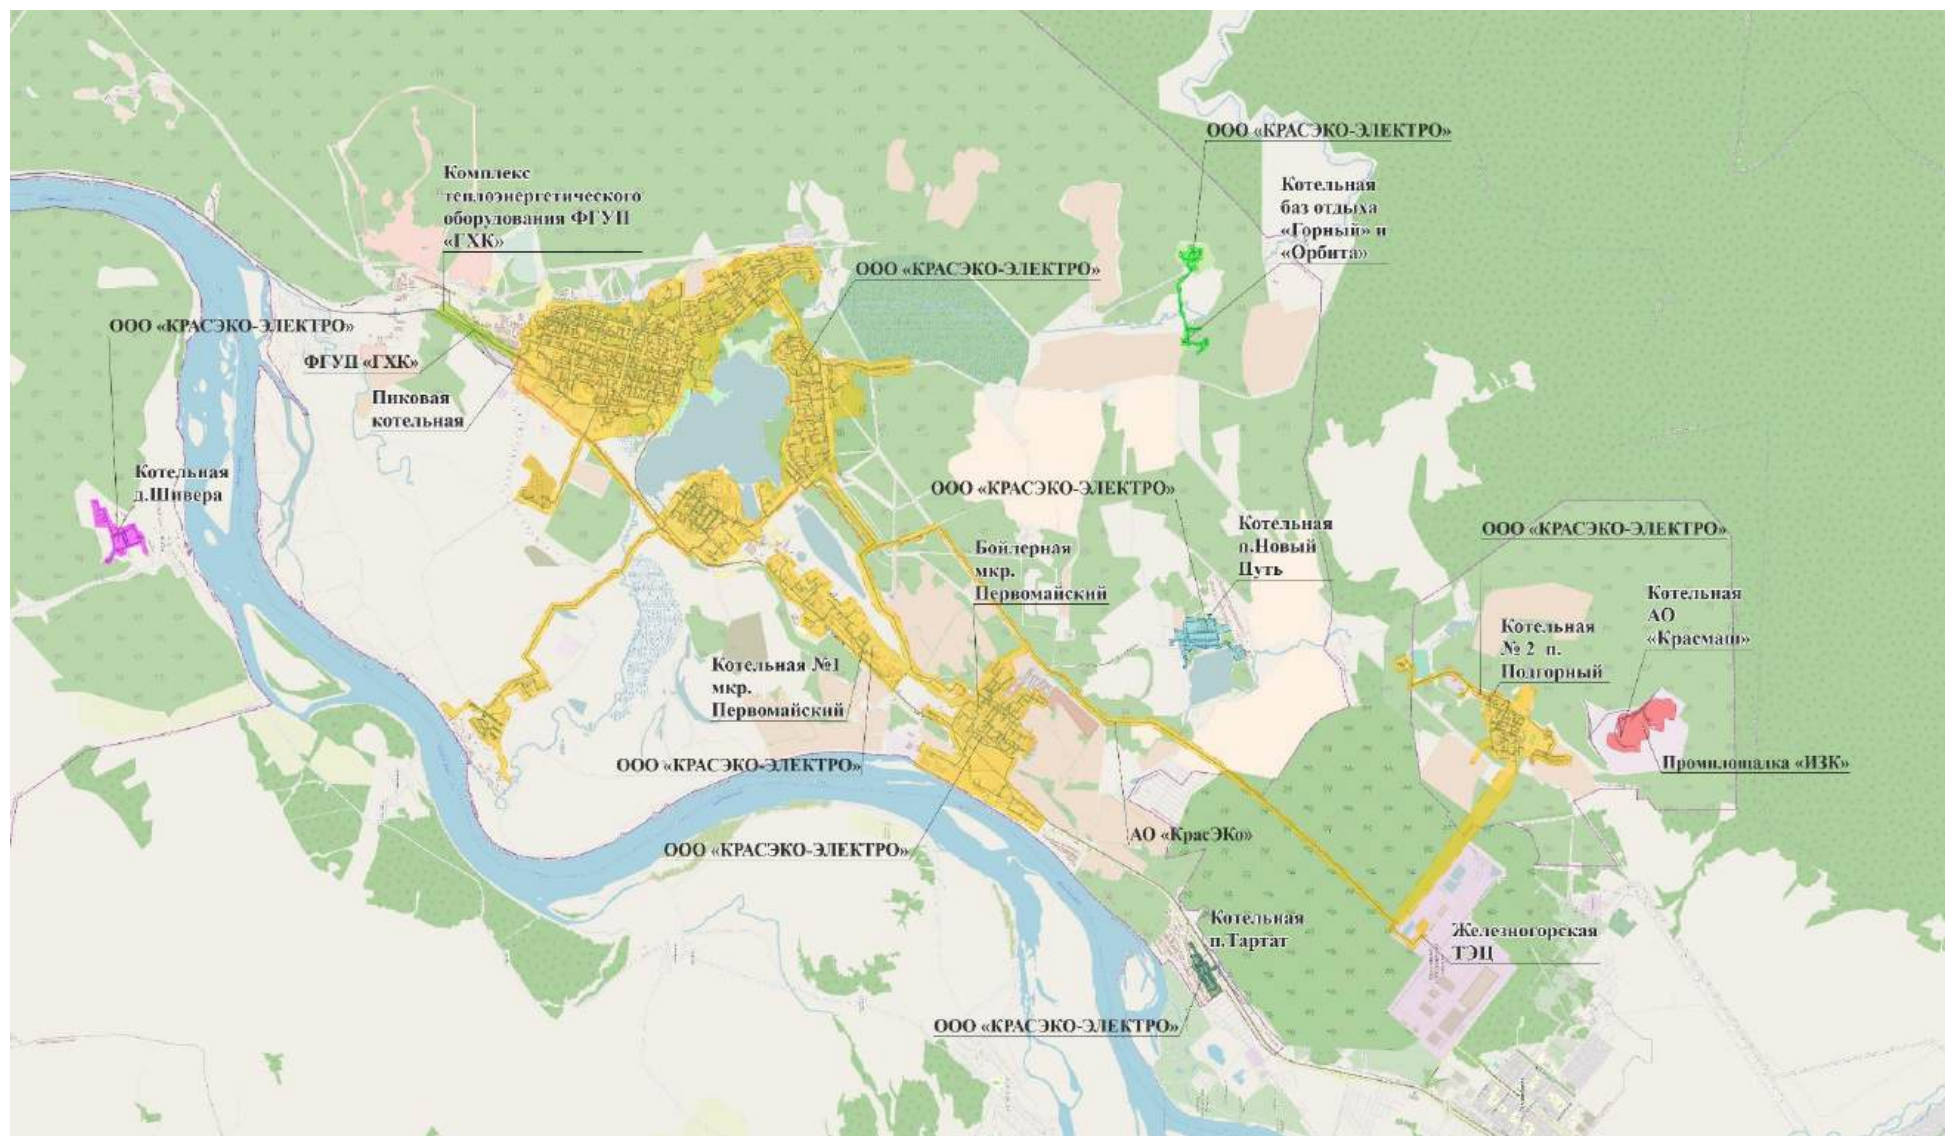 ООО «КРАСЭКО-ЭЛЕКТРО»
Комплекс
теплоэнергетического
оборудования ФГУП
«ГХК»
Котельная
баз отдыха
«Горный» и
«Орбита»
ООО «КРАСЭКО-ЭЛЕКТРО»
ООО «КРАСЭКО-ЭЛЕКТРО»
ФГУП «ГХК»
Пиковая
котельная
Котельная
д.Шивера
ООО «КРАСЭКО-ЭЛЕКТРО»
Котельная
п.Новый
Путь
ООО «КРАСЭКО-ЭЛЕКТРО»
Бойлерная
мкр.
Первомайский
Котельная
АО
«Красмаш»
Котельная
№ 2 п.
Подгорный
Котельная №1
мкр.
Первомайский
ООО «КРАСЭКО-ЭЛЕКТРО»
Промплощадка «ИЗК»
АО «КрасЭКо»
ООО «КРАСЭКО-ЭЛЕКТРО»
Котельная
п.Тартат
Железногорская
ТЭЦ
ООО «КРАСЭКО-ЭЛЕКТРО»